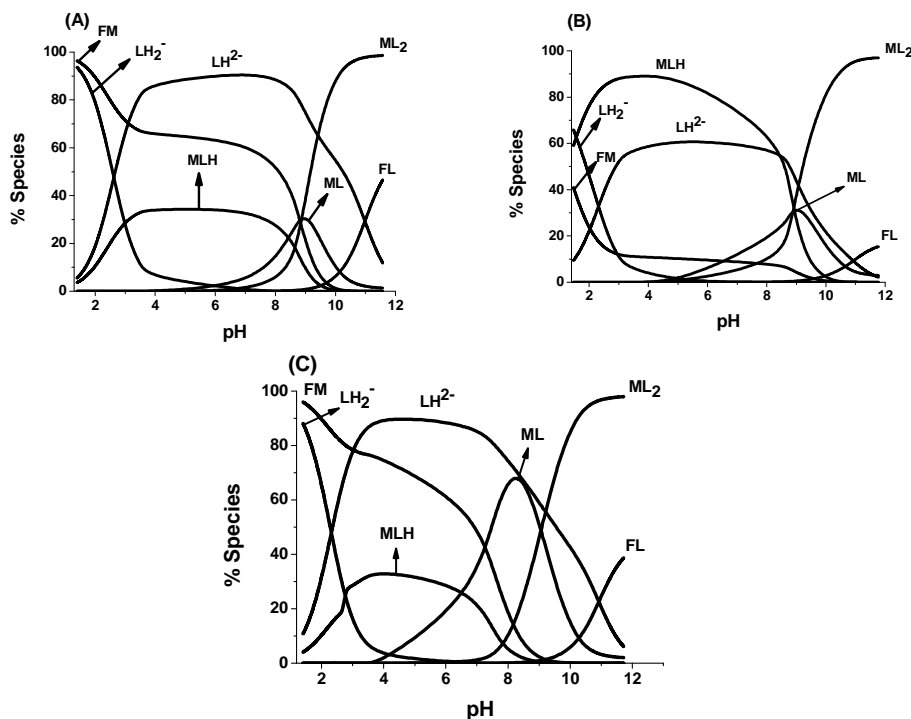 (A)
FM
LH₂⁻
LH²⁻
ML₂
MLH
ML
FL
100
80
60
40
20
0
% Species
2 4 6 8 10 12
pH
(B)
ML₂
MLH
LH₂⁻
LH²⁻
FM
ML
FL
100
80
60
40
20
0
% Species
2 4 6 8 10 12
pH
(C)
FM
LH₂⁻
LH²⁻
ML₂
ML
MLH
FL
100
80
60
40
20
0
% Species
2 4 6 8 10 12
pH